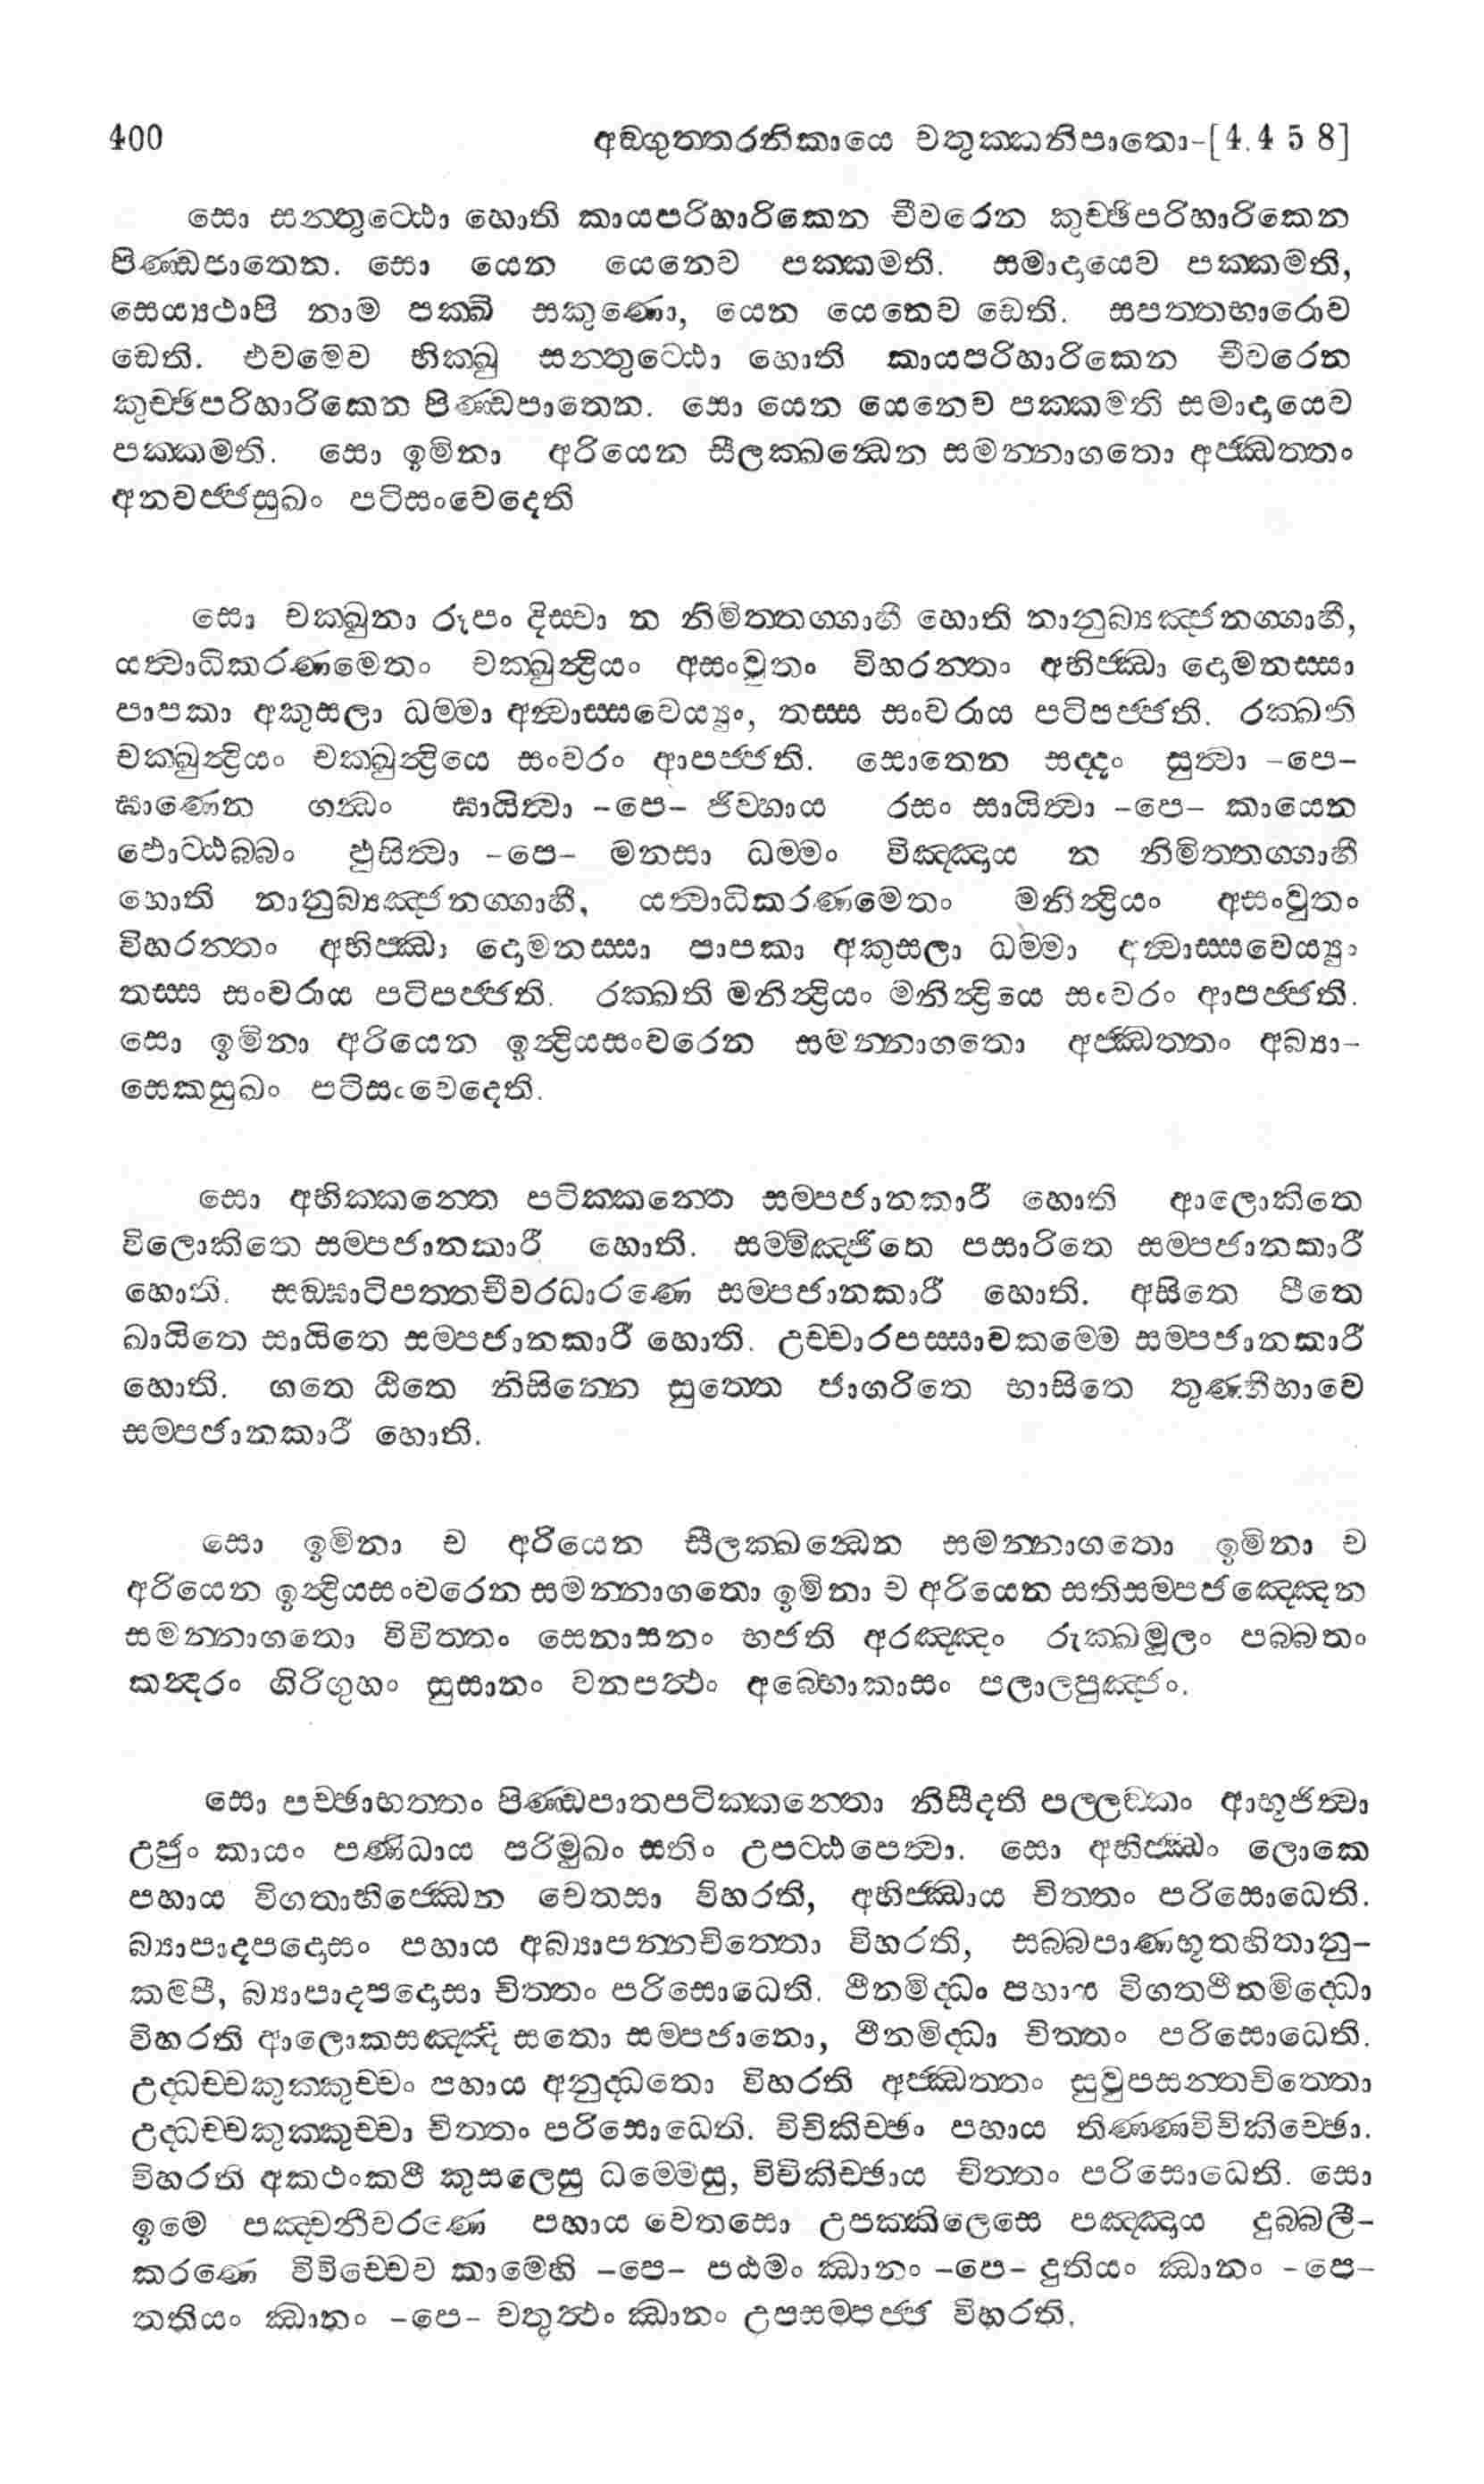 400 අඞගුත්තරනිකායෙ චතුක්කනිපාතො-[4.4 5 8]
සො සන්තුට්ඨො හොති කායපරිහාරිකෙන චීවරෙන කුච්ඡිපරිහාරිකෙන
පිණ්ඩපාතෙන. සො යෙන යෙනෙව පක්කමති. සමාදායෙව පක්කමති,
සෙය්‍යථාපි නාම පක්ඛී සකුණො, යෙන යෙනෙව ඩෙති. සපත්තභාරොව
ඩෙති. එවමෙව භික්ඛු සන්තුට්ඨො හොති කායපරිහාරිකෙන චීවරෙන
කුච්ඡිපරිහාරිකෙන පිණ්ඩපාතෙන. සො යෙන යෙනෙව පක්කමති සමාදායෙව
පක්කමති. සො ඉමිනා අරියෙන සීලක්ඛන්ධෙන සමන්නාගතො අජ්ඣත්තං
අනවජ්ජසුඛං පටිසංවෙදෙති
සො චක්ඛුනා රූපං දිස්වා න නිමිත්තග්ගාහී හොති නානුබ්‍යඤ්ජනග්ගාහී,
යත්වාධිකරණමෙනං චක්ඛුන්ද්‍රියං අසංවුතං විහරන්තං අභිජ්ඣා දොමනස්සා
පාපකා අකුසලා ධම්මා අන්වාස්සවෙය්‍යුං, තස්ස සංවරාය පටිපජ්ජති. රක්ඛති
චක්ඛුන්ද්‍රියං චක්ඛුන්ද්‍රියෙ සංවරං ආපජ්ජති. සොතෙන සද්දං සුත්වා -පෙ-
ඝාණෙන ගන්ධං ඝායිත්වා -පෙ- ජිව්හාය රසං සායිත්වා -පෙ- කායෙන
ඵොට්ඨබ්බං ඵුසිත්වා -පෙ- මනසා ධම්මං විඤ්ඤාය න නිමිත්තග්ගාහී
හොති නානුබ්‍යඤ්ජනග්ගාහී, යත්වාධිකරණමෙනං මනින්ද්‍රියං අසංවුතං
විහරන්තං අභිජ්ඣා දොමනස්සා පාපකා අකුසලා ධම්මා අන්වාස්සවෙය්‍යුං
තස්ස සංවරාය පටිපජ්ජති. රක්ඛති මනින්ද්‍රියං මනින්ද්‍රියෙ සංවරං ආපජ්ජති.
සො ඉමිනා අරියෙන ඉන්ද්‍රියසංවරෙන සමන්නාගතො අජ්ඣත්තං අබ්‍යා-
සෙකසුඛං පටිසංවෙදෙති.
සො අභික්කන්තෙ පටික්කන්තෙ සම්පජානකාරී හොති ආලොකිතෙ
විලොකිතෙ සම්පජානකාරී හොති. සම්මිඤ්ජිතෙ පසාරිතෙ සම්පජානකාරී
හොති. සඞ්ඝාටිපත්තචීවරධාරණෙ සම්පජානකාරී හොති. අසිතෙ පීතෙ
ඛායිතෙ සායිතෙ සම්පජානකාරී හොති. උච්චාරපස්සාවකම්මෙ සම්පජානකාරී
හොති. ගතෙ ඨිතෙ නිසින්නෙ සුත්තෙ ජාගරිතෙ භාසිතෙ තුණ්හීභාවෙ
සම්පජානකාරී හොති.
සො ඉමිනා ච අරියෙන සීලක්ඛන්ධෙන සමන්නාගතො ඉමිනා ච
අරියෙන ඉන්ද්‍රියසංවරෙන සමන්නාගතො ඉමිනා ච අරියෙන සතිසම්පජඤ්ඤෙන
සමන්නාගතො විවිත්තං සෙනාසනං භජති අරඤ්ඤං රුක්ඛමූලං පබ්බතං
කන්දරං ගිරිගුහං සුසානං වනපත්ථං අබ්භොකාසං පලාලපුඤ්ජං.
සො පච්ඡාභත්තං පිණ්ඩපාතපටික්කන්තො නිසීදති පල්ලඞ්කං ආභුජිත්වා
උජුං කායං පණිධාය පරිමුඛං සතිං උපට්ඨපෙත්වා. සො අභිජ්ඣං ලොකෙ
පහාය විගතාභිජ්ඣෙන චෙතසා විහරති, අභිජ්ඣාය චිත්තං පරිසොධෙති.
බ්‍යාපාදපදොසං පහාය අබ්‍යාපන්නචිත්තො විහරති, සබ්බපාණභූතහිතානු-
කම්පී, බ්‍යාපාදපදොසා චිත්තං පරිසොධෙති. ථීනමිද්ධං පහාය විගතථීනමිද්ධො
විහරති ආලොකසඤ්ඤී සතො සම්පජානො, ථීනමිද්ධා චිත්තං පරිසොධෙති.
උද්ධච්චකුක්කුච්චං පහාය අනුද්ධතො විහරති අජ්ඣත්තං සුවූපසන්තචිත්තො
උද්ධච්චකුක්කුච්චා චිත්තං පරිසොධෙති. විචිකිච්ඡං පහාය තිණ්ණවිචිකිච්ඡො.
විහරති අකථංකථී කුසලෙසු ධම්මෙසු, විචිකිච්ඡාය චිත්තං පරිසොධෙති. සො
ඉමෙ පඤ්චනීවරණෙ පහාය චෙතසො උපක්කිලෙසෙ පඤ්ඤාය දුබ්බලී-
කරණෙ විවිච්චෙව කාමෙහි -පෙ- පඨමං ඣානං -පෙ- දුතියං ඣානං -පෙ-
තතියං ඣානං -පෙ- චතුත්ථං ඣානං උපසම්පජ්ජ විහරති.